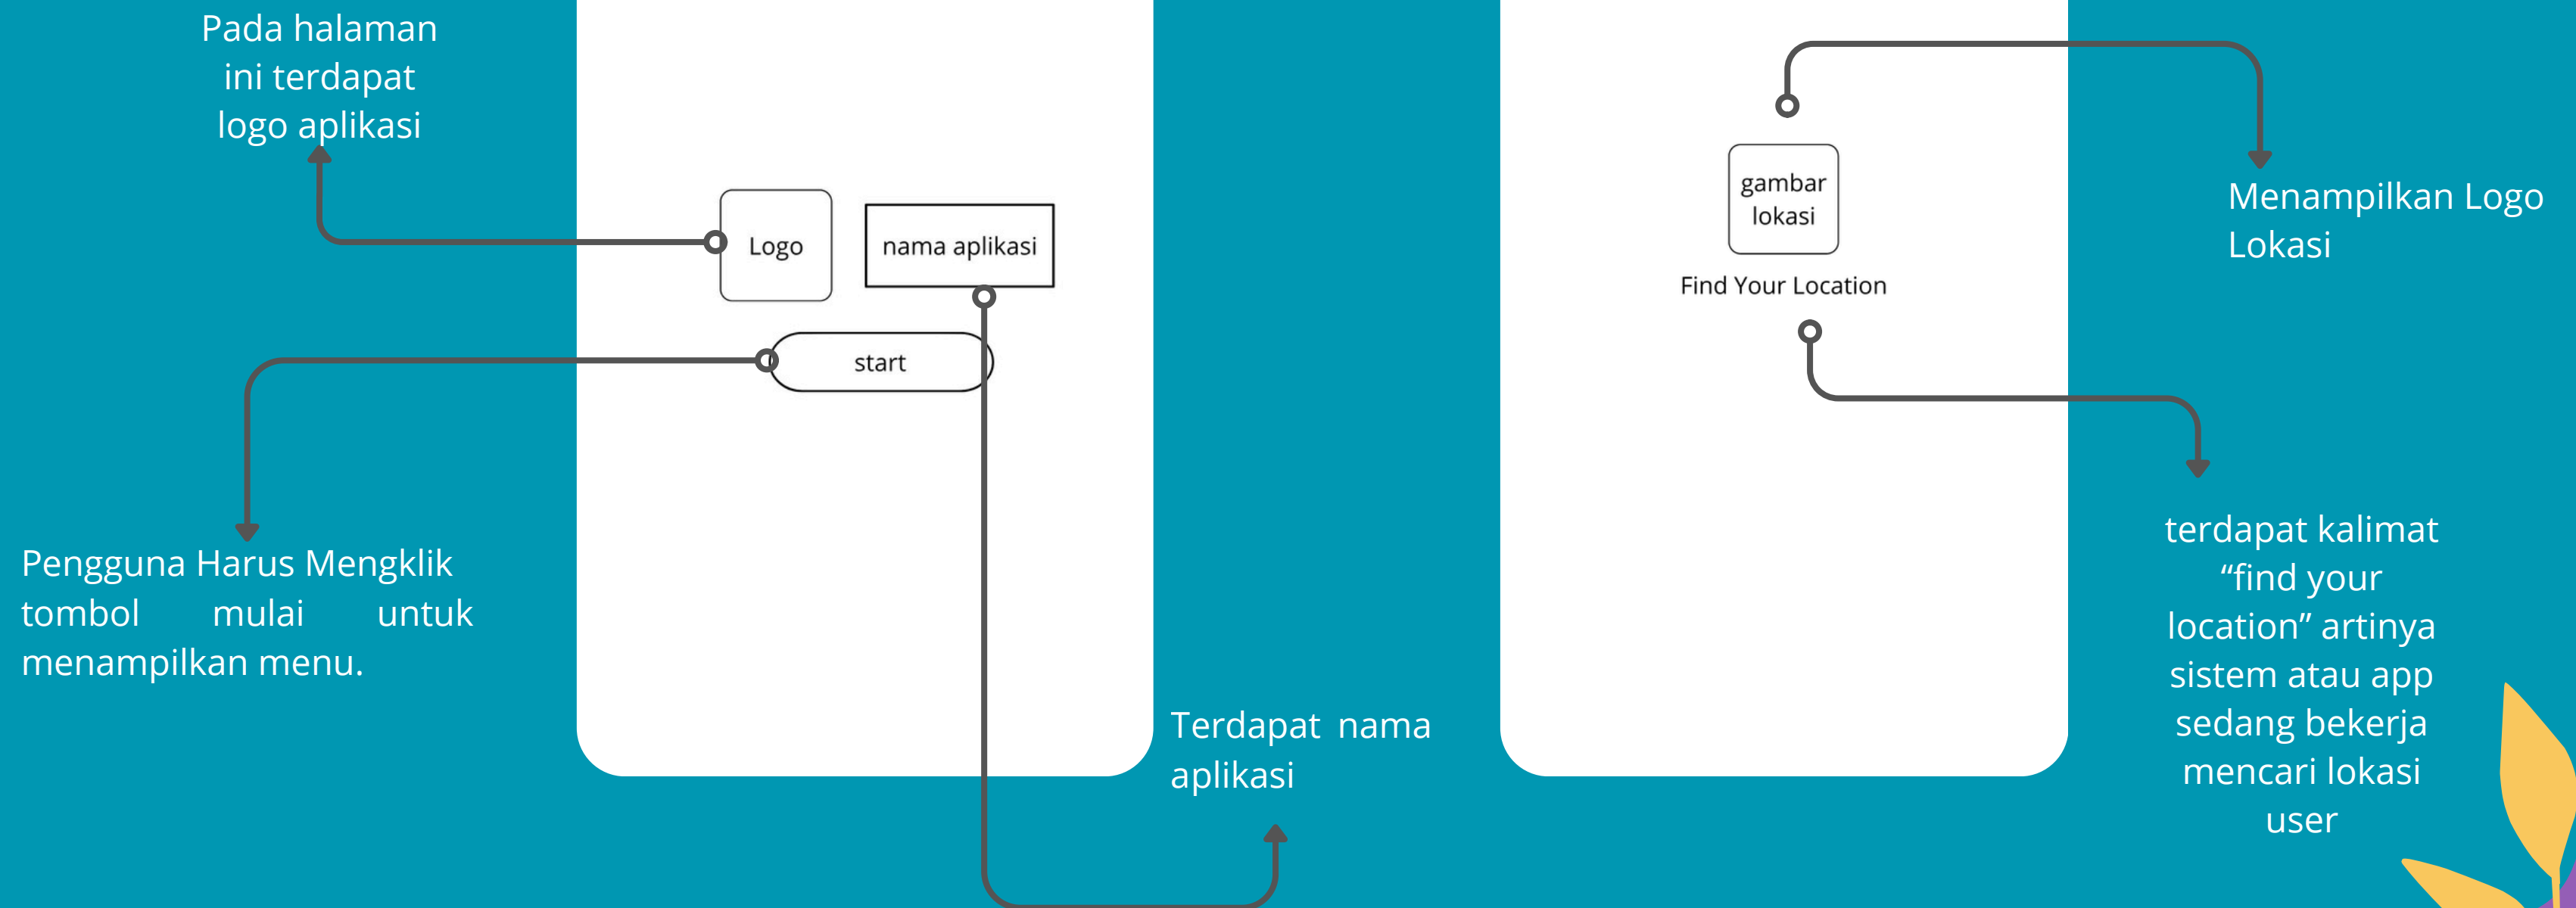 Pada halaman
ini terdapat
logo aplikasi
Logo
nama aplikasi
start
Pengguna Harus Mengklik
tombol mulai untuk
menampilkan menu.
Terdapat nama
aplikasi
gambar
lokasi
Find Your Location
Menampilkan Logo
Lokasi
terdapat kalimat
“find your
location” artinya
sistem atau app
sedang bekerja
mencari lokasi
user